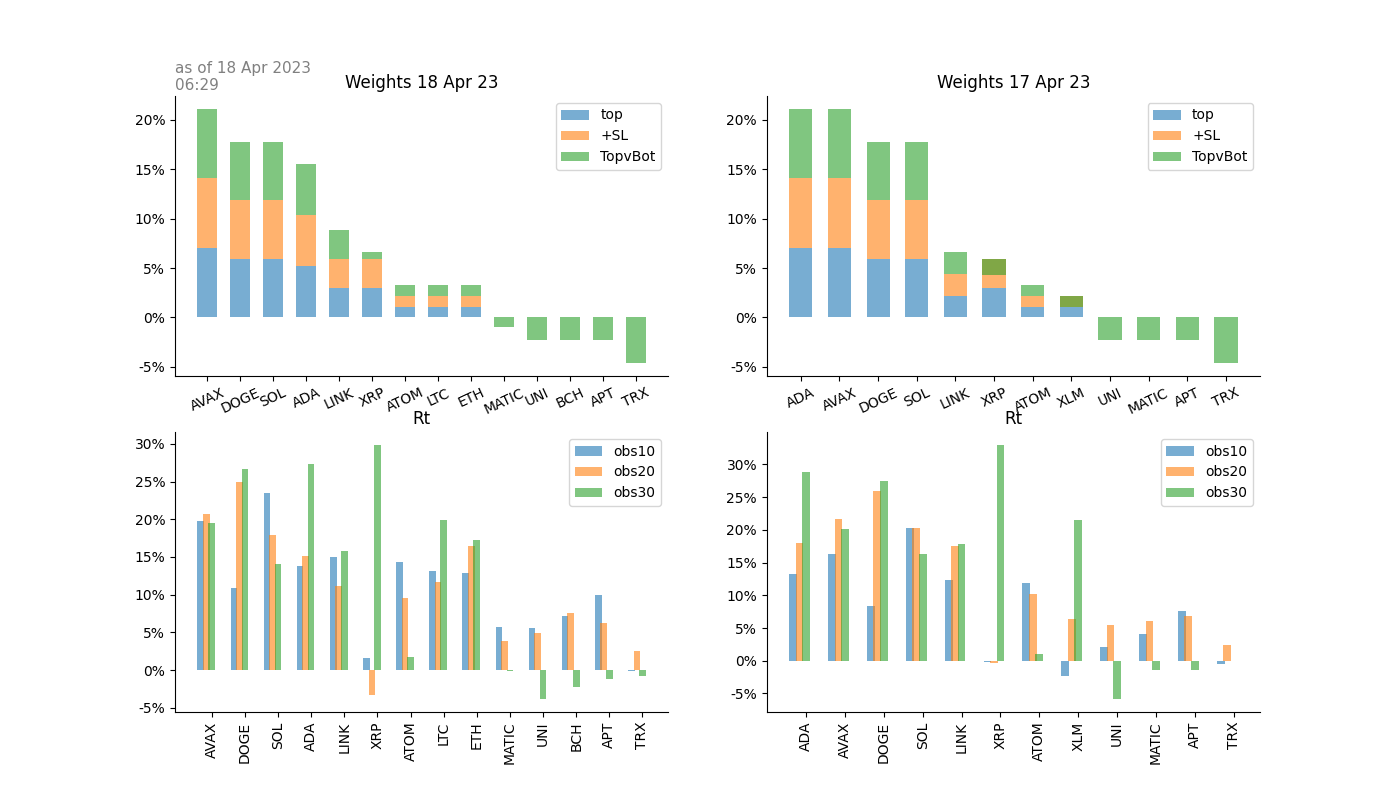 as of 18 Apr 2023
06:29
Weights 18 Apr 23
20%
15%
10%
5%
0%
-5%
top
+SL
TopvBot
AVAX DOGE SOL ADA LINK XRP ATOM LTC ETH MATIC UNI BCH APT TRX
Weights 17 Apr 23
20%
15%
10%
5%
0%
-5%
top
+SL
TopvBot
ADA AVAX DOGE SOL LINK XRP ATOM XLM UNI MATIC APT TRX
Rt
30%
25%
20%
15%
10%
5%
0%
-5%
obs10
obs20
obs30
AVAX DOGE SOL ADA LINK XRP ATOM LTC ETH MATIC UNI BCH APT TRX
Rt
30%
25%
20%
15%
10%
5%
0%
-5%
obs10
obs20
obs30
ADA AVAX DOGE SOL LINK XRP ATOM XLM UNI MATIC APT TRX